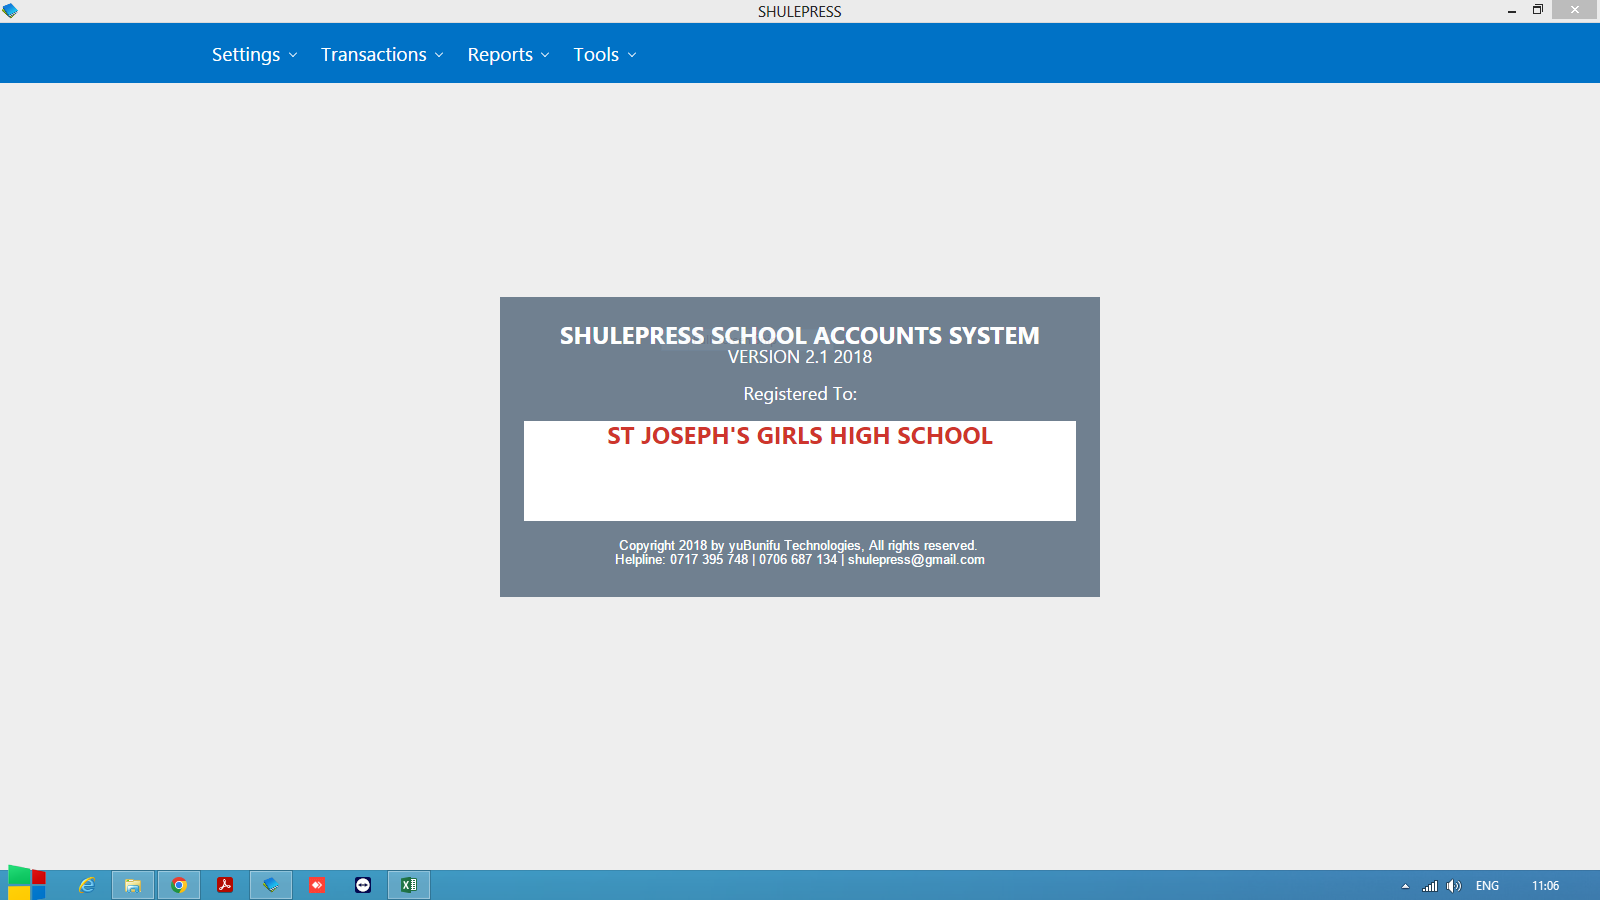 SHULEPRESS
Settings Transactions Reports Tools
SHULEPRESS SCHOOL ACCOUNTS SYSTEM
VERSION 2.1 2018
Registered To:
ST JOSEPH'S GIRLS HIGH SCHOOL
Copyright 2018 by yuBunifu Technologies, All rights reserved.
Helpline: 0717 395 748 | 0706 687 134 | shulepress@gmail.com
ENG 11:06